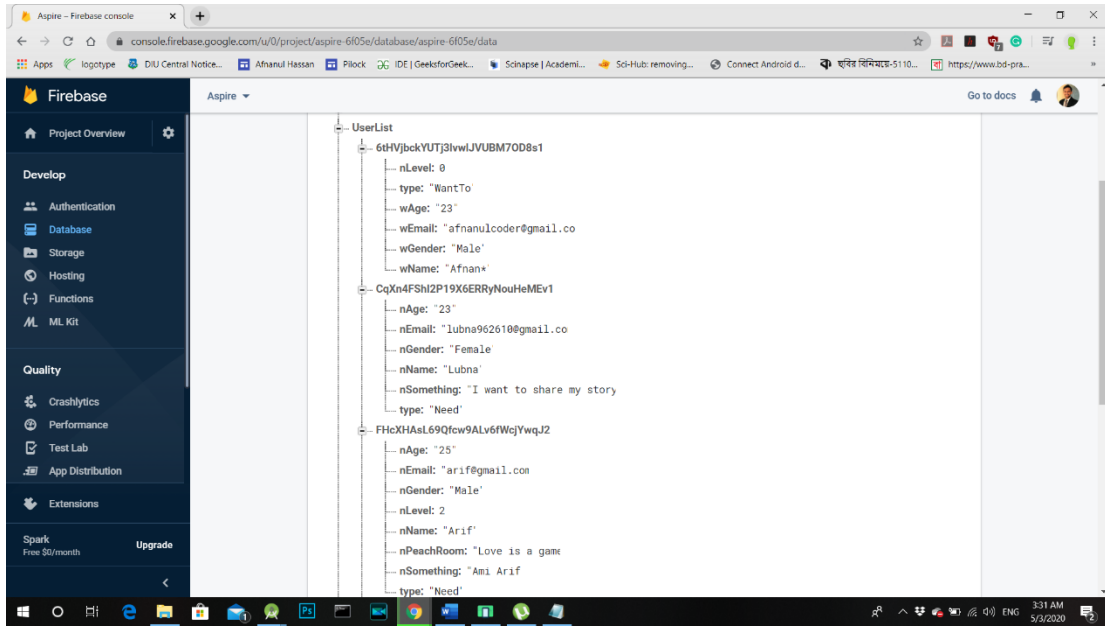 Aspire – Firebase console
console.firebase.google.com/u/0/project/aspire-6f05e/database/aspire-6f05e/data
Apps
logotype
DIU Central Notice...
Afnanul Hassan
Pilock
IDE | GeeksforGeek...
Scinapse | Academi...
Sci-Hub: removing...
Connect Android d...
ছবির বিনিময়ে-5110...
https://www.bd-pra...
Firebase
Aspire
Go to docs
Project Overview
Develop
Authentication
Database
Storage
Hosting
Functions
ML Kit
Quality
Crashlytics
Performance
Test Lab
App Distribution
Extensions
Spark
Free $0/month
Upgrade
UserList
6tHVjbckYUTj3IvwlJVUBM7OD8s1
nLevel: 0
type: "WantTo"
wAge: "23"
wEmail: "afnanulcoder@gmail.co
wGender: "Male"
wName: "Afnan*"
CqXn4FShl2P19X6ERRyNouHeMEv1
nAge: "23"
nEmail: "lubna962610@gmail.co
nGender: "Female"
nName: "Lubna"
nSomething: "I want to share my story
type: "Need"
FHcXHAsL69Qfcw9ALv6fWcjYwqJ2
nAge: "25"
nEmail: "arif@gmail.com
nGender: "Male"
nLevel: 2
nName: "Arif"
nPeachRoom: "Love is a game
nSomething: "Ami Arif
type: "Need"
ENG
3:31 AM
5/3/2020